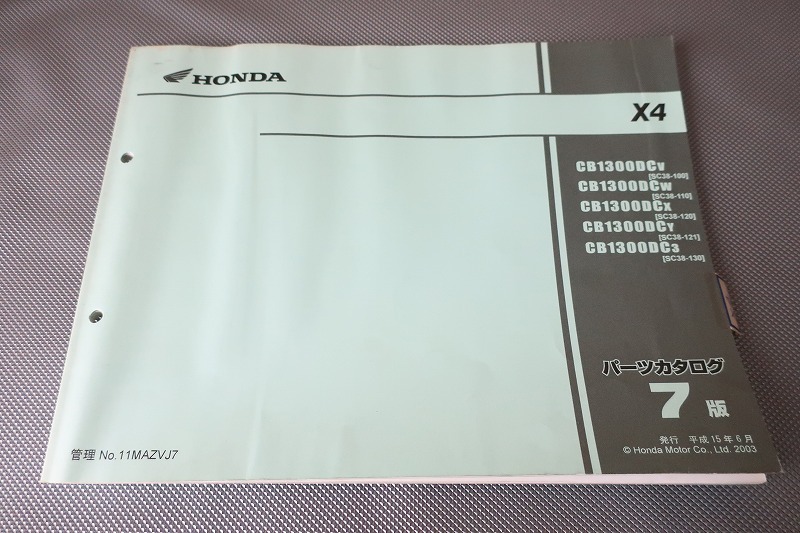 HONDA
X4
CB1300DCV
[SC38-100]
CB1300DCW
[SC38-110]
CB1300DCX
[SC38-120]
CB1300DCY
[SC38-121]
CB1300DC3
[SC38-130]
パーツカタログ
7 版
発行 平成 15 年 6 月
© Honda Motor Co., Ltd. 2003
管理 No.11MAZVJ7